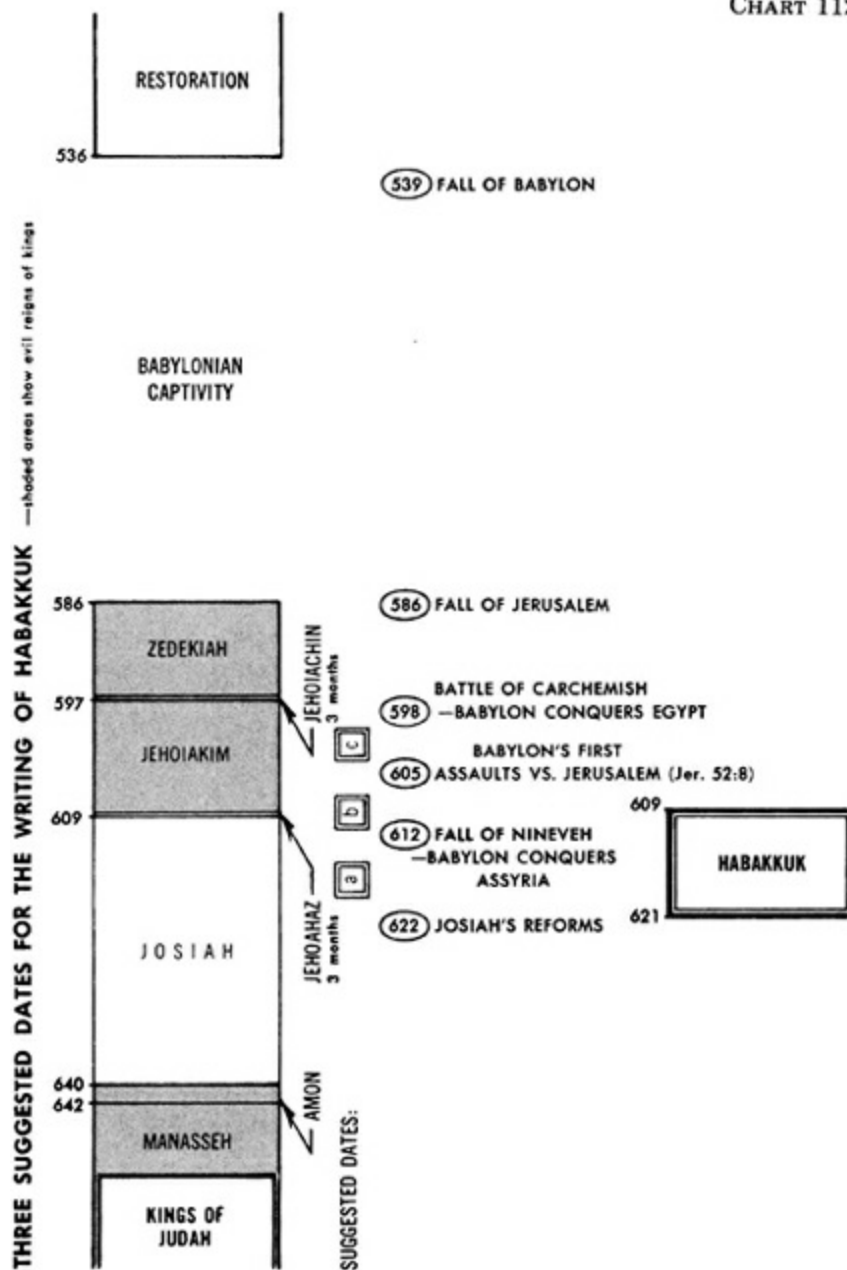 CHART 11
RESTORATION
536
539 FALL OF BABYLON
THREE SUGGESTED DATES FOR THE WRITING OF HABAKKUK —shaded areas show evil reigns of kings
BABYLONIAN
CAPTIVITY
586
586 FALL OF JERUSALEM
ZEDEKIAH
JEHOIACHIN
3 months
597
BATTLE OF CARCHEMISH
598 —BABYLON CONQUERS EGYPT
JEHOIAKIM
c
BABYLON'S FIRST
605 ASSAULTS VS. JERUSALEM (Jer. 52:8)
609
b
609
612 FALL OF NINEVEH
—BABYLON CONQUERS
ASSYRIA
HABAKKUK
a
JEHOAHAZ
3 months
621
622 JOSIAH'S REFORMS
JOSIAH
640
642
AMON
MANASSEH
SUGGESTED DATES:
KINGS OF
JUDAH